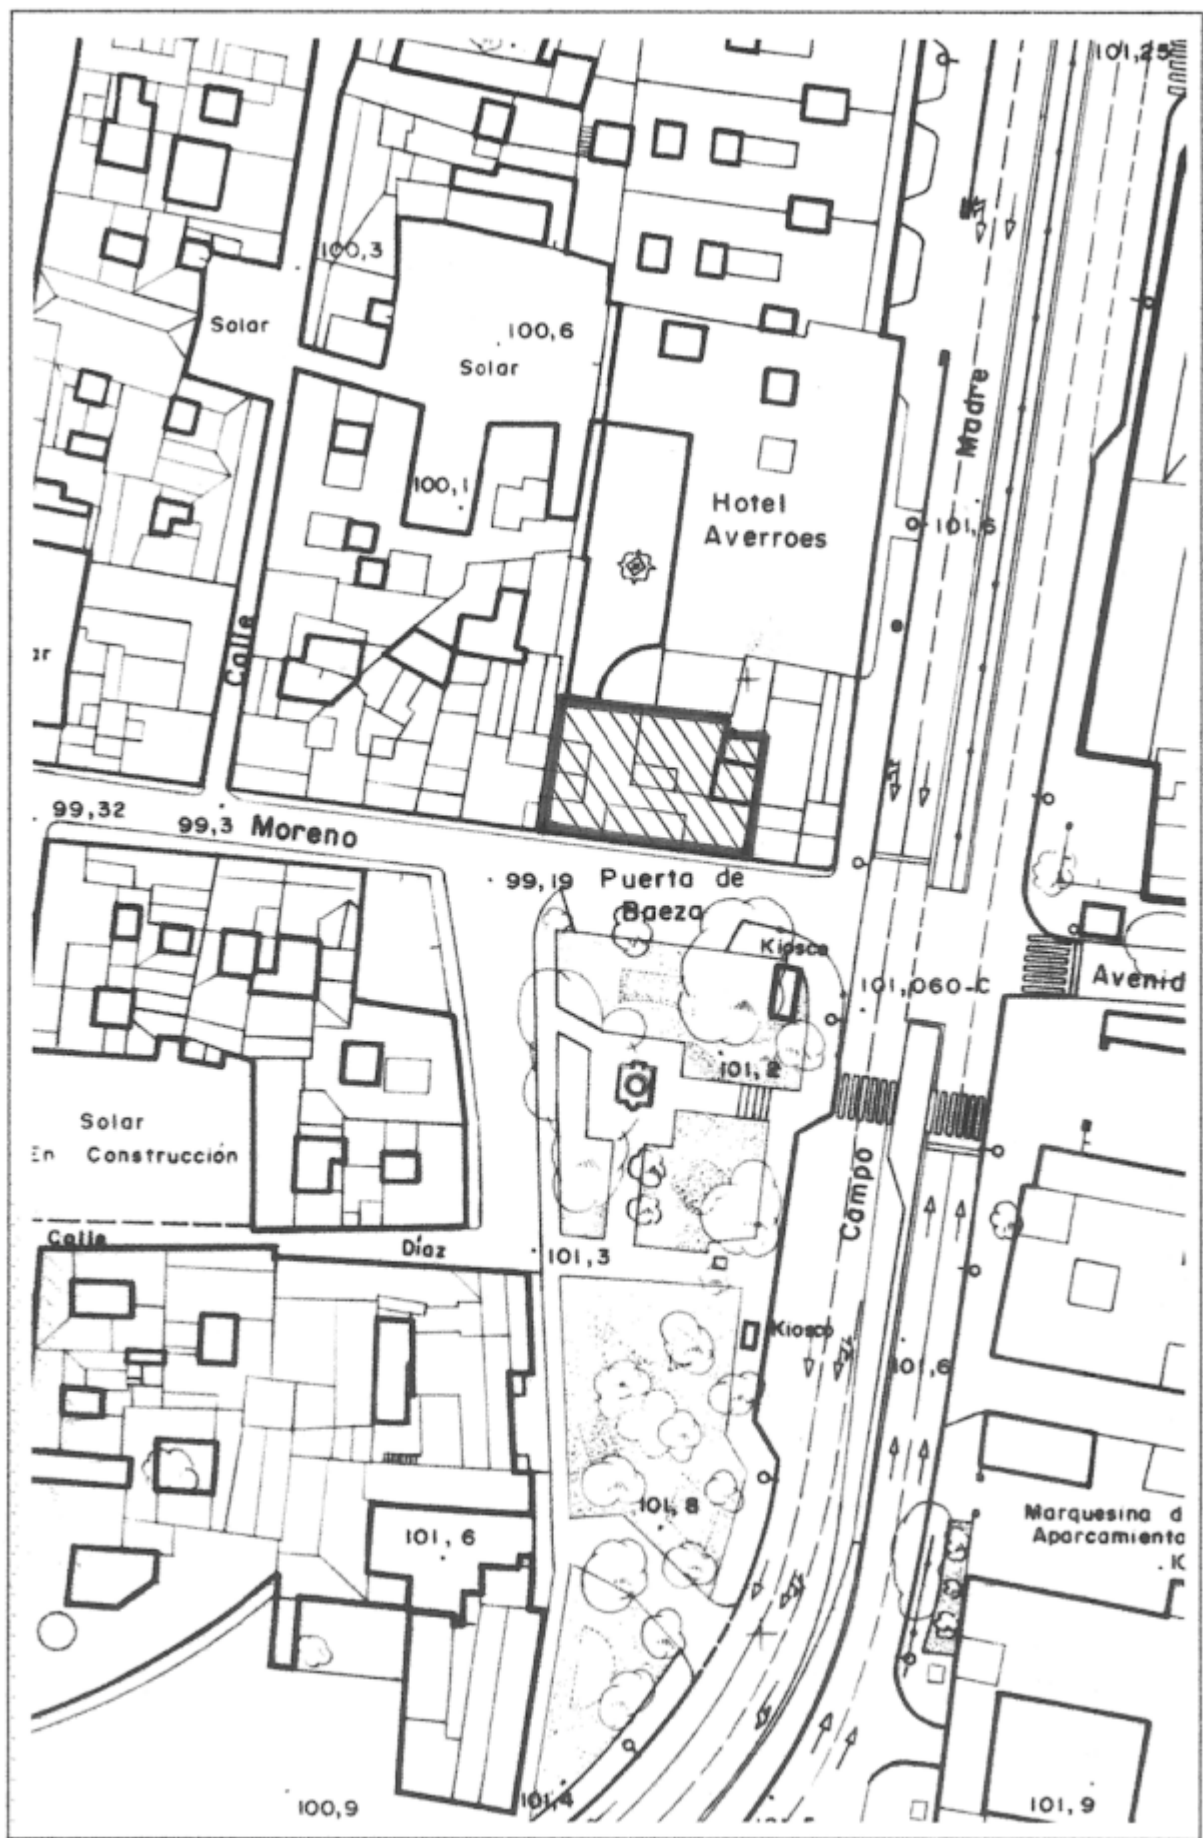 101,25
100,3
Solar
100,6
Solar
Madre
100,1
Hotel
Averroes
101,6
Calle
99,32
99,3
Moreno
99,19
Puerta de
Baeza
Kiosco
101,060-C
Avenid
101,2
Solar
En Construcción
Campo
Calle
Díaz
101,3
Kiosco
101,6
101,8
101,6
Marquesina d
Aparcamiento
K
100,9
101,4
101,9